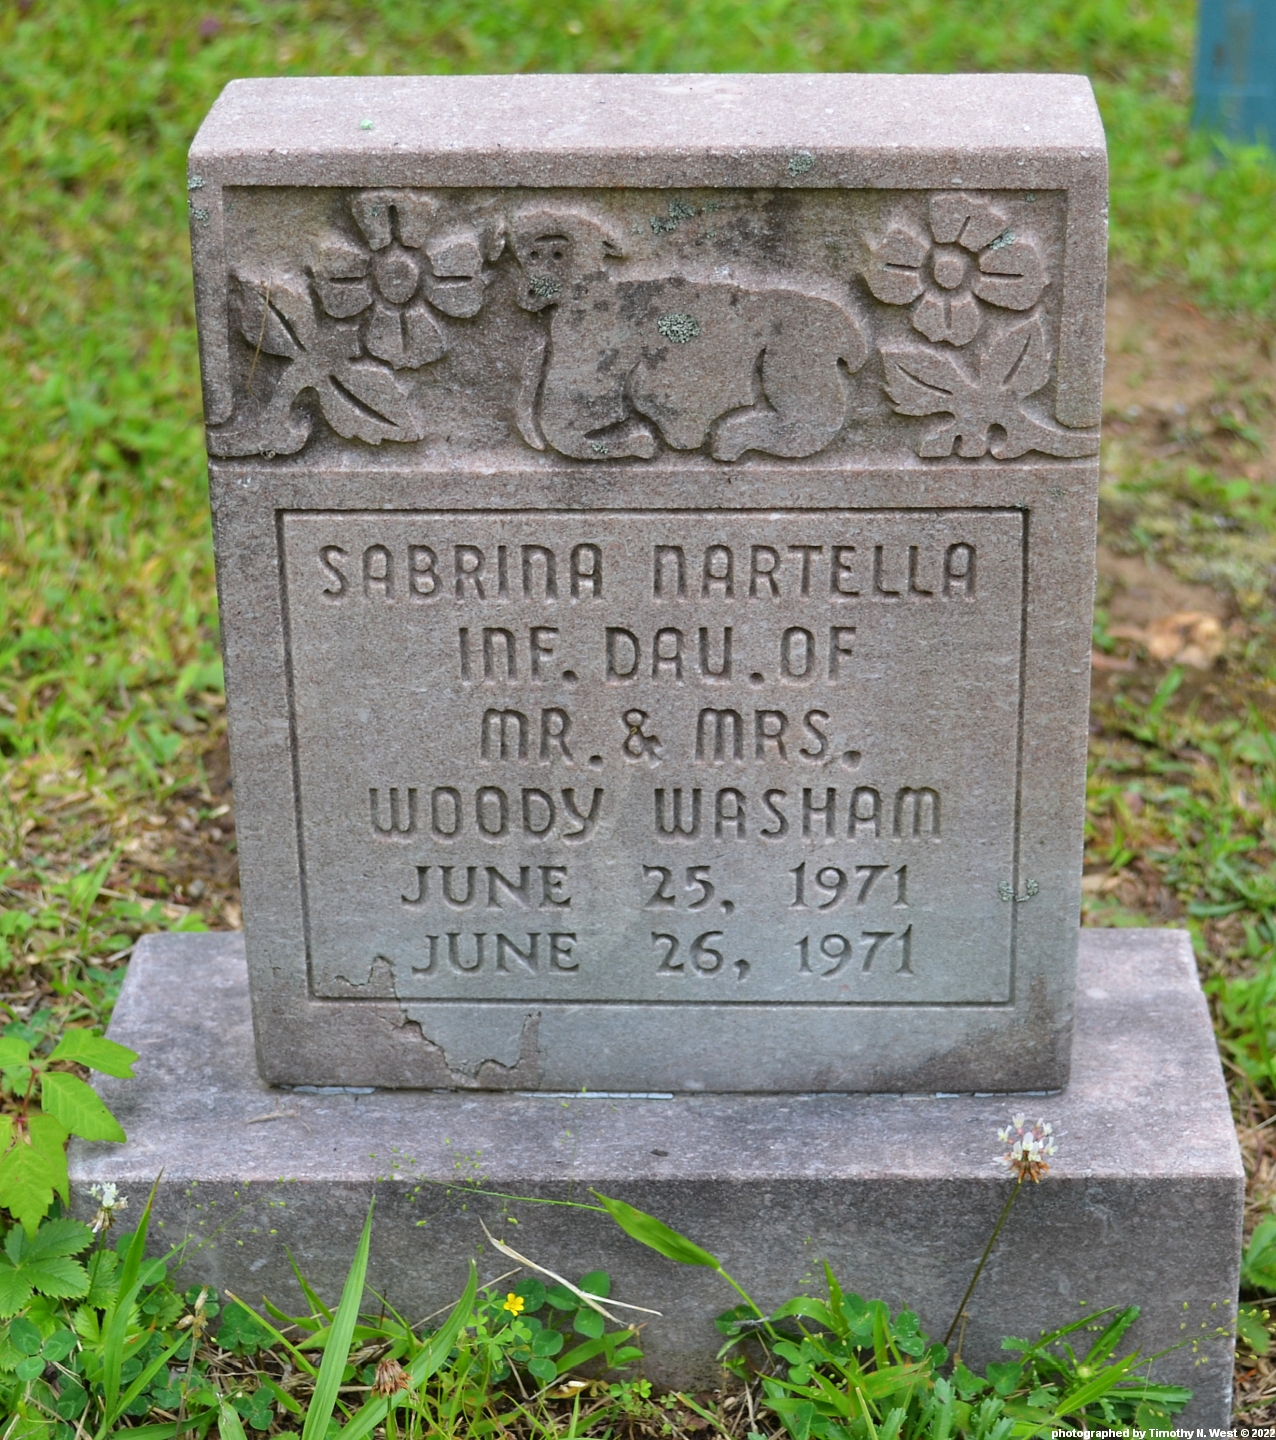 SABRINA NARTELLA
INF. DAU. OF
MR. & MRS.
WOODY WASHAM
JUNE 25, 1971
JUNE 26, 1971
photographed by Timothy N. West © 2022